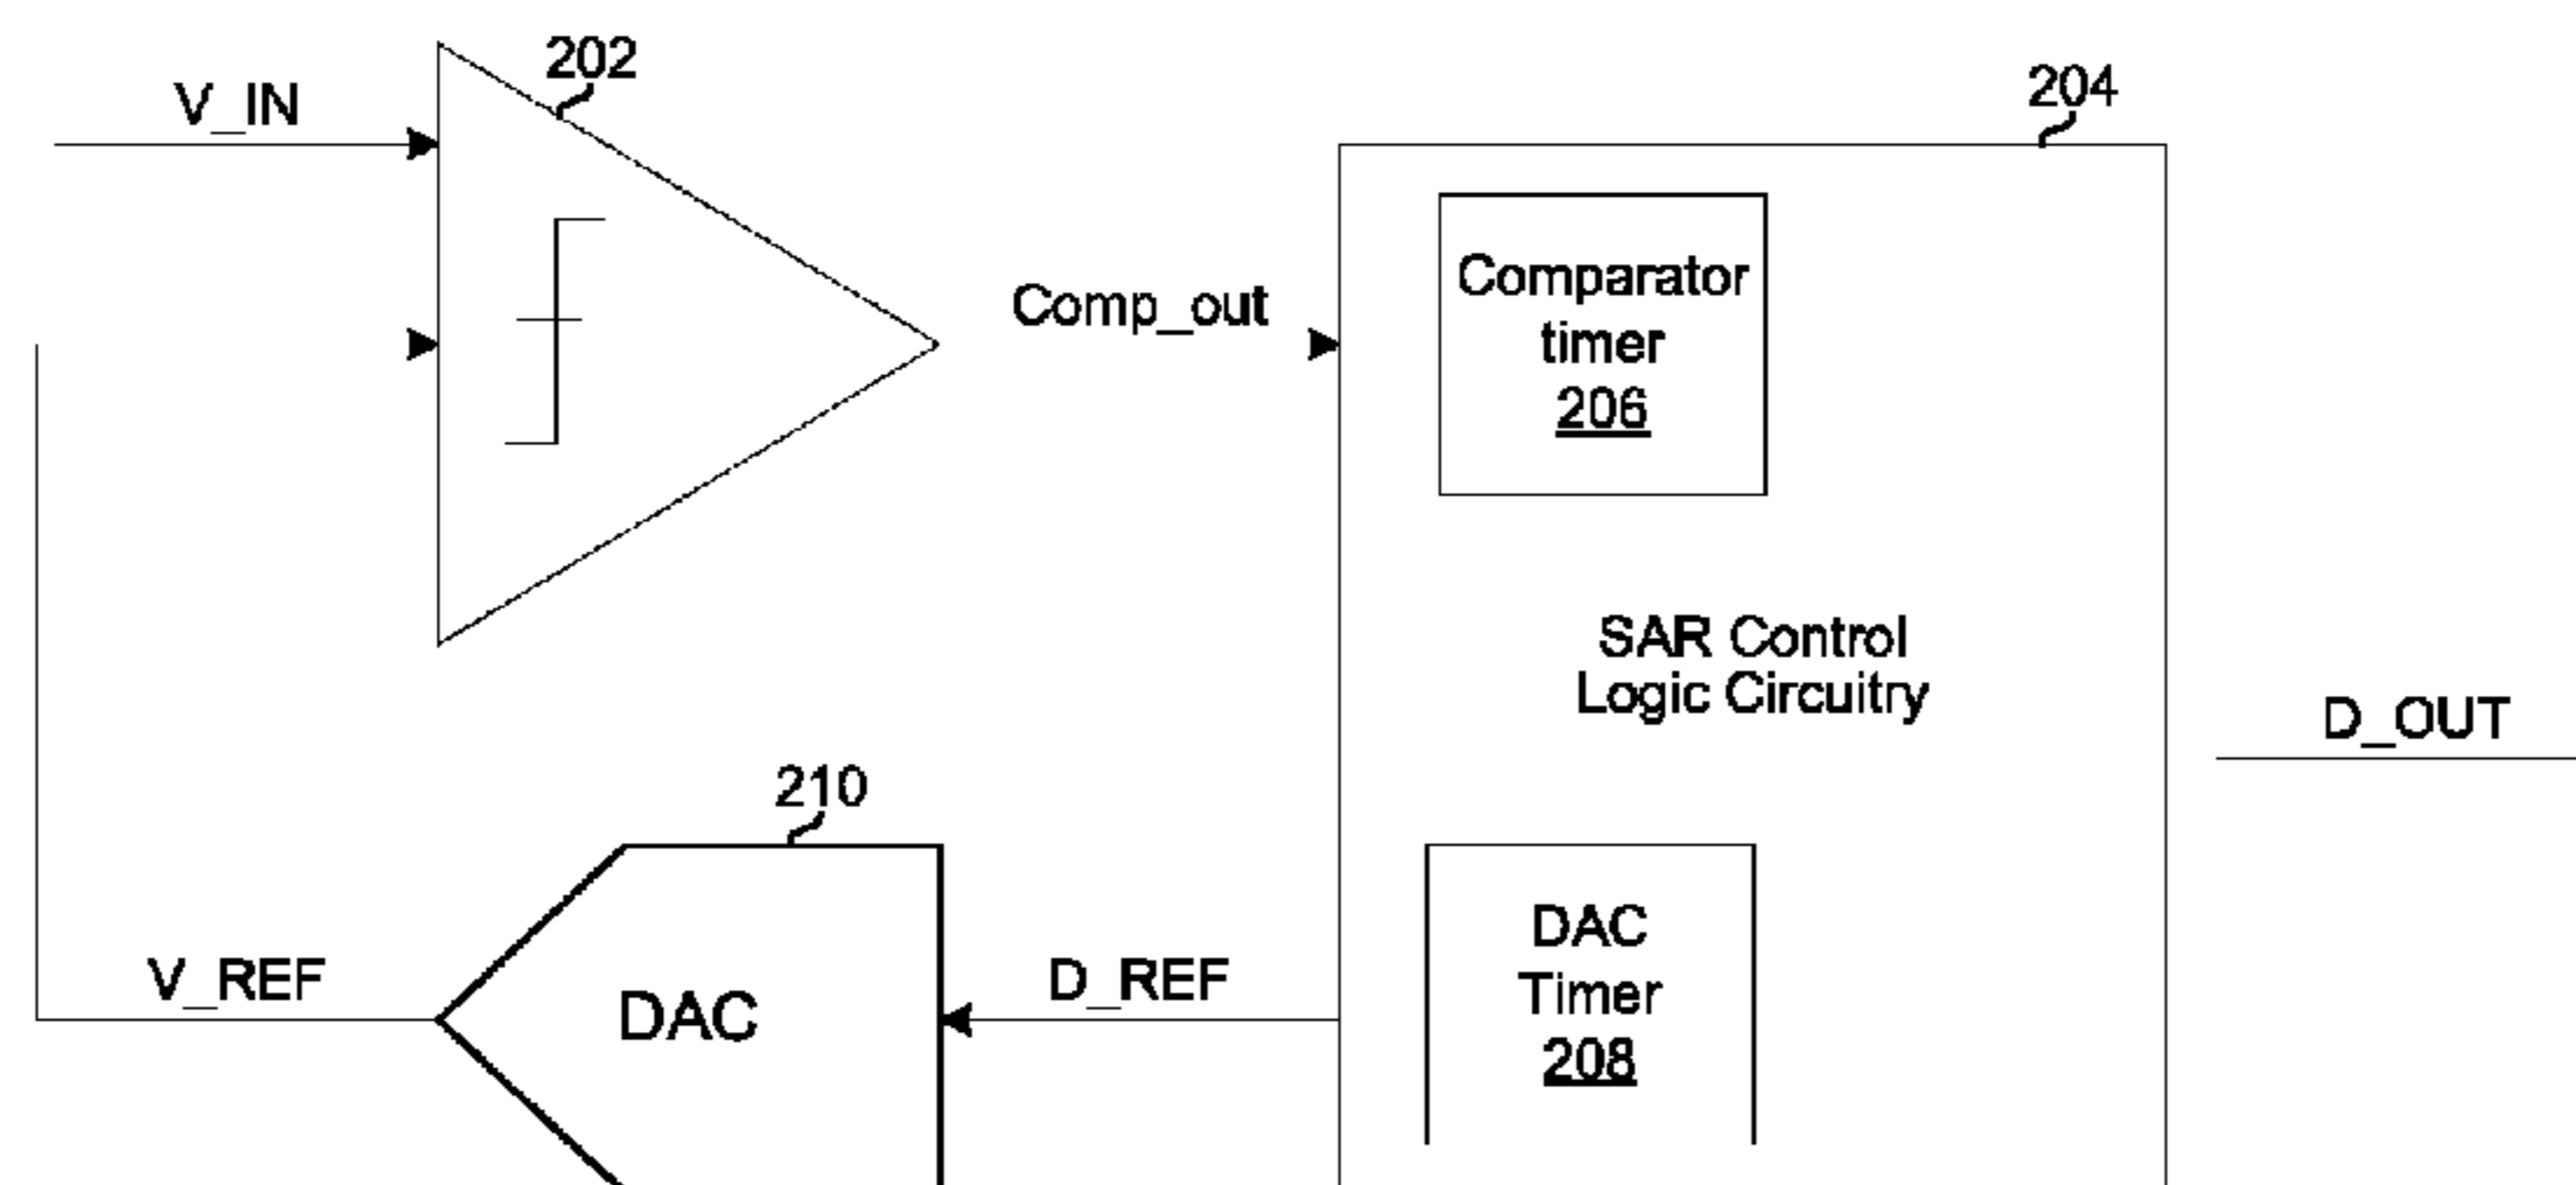 202
V_IN
204
Comparator
timer
206
Comp_out
SAR Control
Logic Circuitry
D_OUT
210
DAC
Timer
208
V_REF
DAC
D_REF